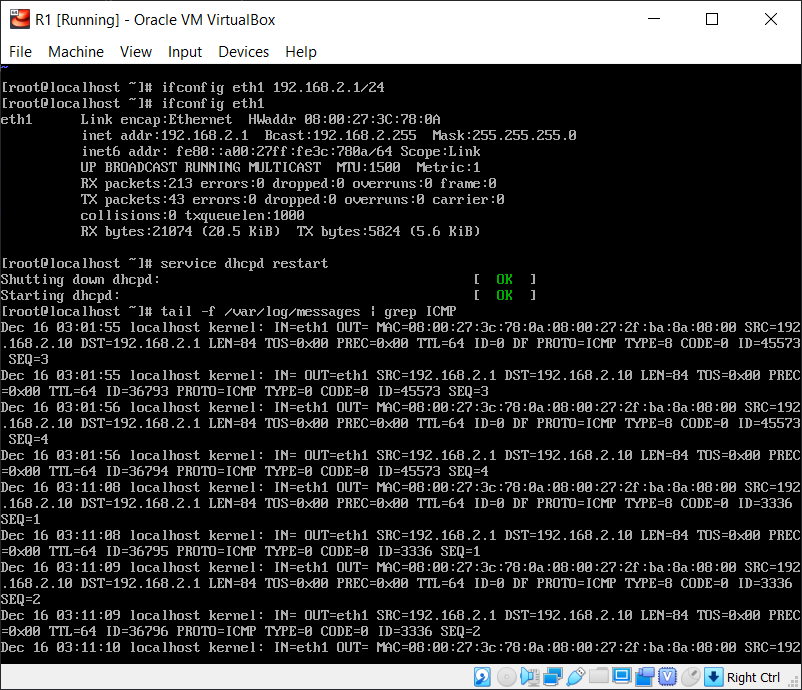 R1 [Running] - Oracle VM VirtualBox
File Machine View Input Devices Help
~
[root@localhost ~]# ifconfig eth1 192.168.2.1/24
[root@localhost ~]# ifconfig eth1
eth1 Link encap:Ethernet HWaddr 08:00:27:3C:78:0A
inet addr:192.168.2.1 Bcast:192.168.2.255 Mask:255.255.255.0
inet6 addr: fe80::a00:27ff:fe3c:780a/64 Scope:Link
UP BROADCAST RUNNING MULTICAST MTU:1500 Metric:1
RX packets:213 errors:0 dropped:0 overruns:0 frame:0
TX packets:43 errors:0 dropped:0 overruns:0 carrier:0
collisions:0 txqueuelen:1000
RX bytes:21074 (20.5 KiB) TX bytes:5824 (5.6 KiB)
[root@localhost ~]# service dhcpd restart
Shutting down dhcpd: [ OK ]
Starting dhcpd: [ OK ]
[root@localhost ~]# tail -f /var/log/messages | grep ICMP
Dec 16 03:01:55 localhost kernel: IN=eth1 OUT= MAC=08:00:27:3c:78:0a:08:00:27:2f:ba:8a:08:00 SRC=192
.168.2.10 DST=192.168.2.1 LEN=84 TOS=0x00 PREC=0x00 TTL=64 ID=0 DF PROTO=ICMP TYPE=8 CODE=0 ID=45573
SEQ=3
Dec 16 03:01:55 localhost kernel: IN= OUT=eth1 SRC=192.168.2.1 DST=192.168.2.10 LEN=84 TOS=0x00 PREC
=0x00 TTL=64 ID=36793 PROTO=ICMP TYPE=0 CODE=0 ID=45573 SEQ=3
Dec 16 03:01:56 localhost kernel: IN=eth1 OUT= MAC=08:00:27:3c:78:0a:08:00:27:2f:ba:8a:08:00 SRC=192
.168.2.10 DST=192.168.2.1 LEN=84 TOS=0x00 PREC=0x00 TTL=64 ID=0 DF PROTO=ICMP TYPE=8 CODE=0 ID=45573
SEQ=4
Dec 16 03:01:56 localhost kernel: IN= OUT=eth1 SRC=192.168.2.1 DST=192.168.2.10 LEN=84 TOS=0x00 PREC
=0x00 TTL=64 ID=36794 PROTO=ICMP TYPE=0 CODE=0 ID=45573 SEQ=4
Dec 16 03:11:08 localhost kernel: IN=eth1 OUT= MAC=08:00:27:3c:78:0a:08:00:27:2f:ba:8a:08:00 SRC=192
.168.2.10 DST=192.168.2.1 LEN=84 TOS=0x00 PREC=0x00 TTL=64 ID=0 DF PROTO=ICMP TYPE=8 CODE=0 ID=3336
SEQ=1
Dec 16 03:11:08 localhost kernel: IN= OUT=eth1 SRC=192.168.2.1 DST=192.168.2.10 LEN=84 TOS=0x00 PREC
=0x00 TTL=64 ID=36795 PROTO=ICMP TYPE=0 CODE=0 ID=3336 SEQ=1
Dec 16 03:11:09 localhost kernel: IN=eth1 OUT= MAC=08:00:27:3c:78:0a:08:00:27:2f:ba:8a:08:00 SRC=192
.168.2.10 DST=192.168.2.1 LEN=84 TOS=0x00 PREC=0x00 TTL=64 ID=0 DF PROTO=ICMP TYPE=8 CODE=0 ID=3336
SEQ=2
Dec 16 03:11:09 localhost kernel: IN= OUT=eth1 SRC=192.168.2.1 DST=192.168.2.10 LEN=84 TOS=0x00 PREC
=0x00 TTL=64 ID=36796 PROTO=ICMP TYPE=0 CODE=0 ID=3336 SEQ=2
Dec 16 03:11:10 localhost kernel: IN=eth1 OUT= MAC=08:00:27:3c:78:0a:08:00:27:2f:ba:8a:08:00 SRC=192
Right Ctrl